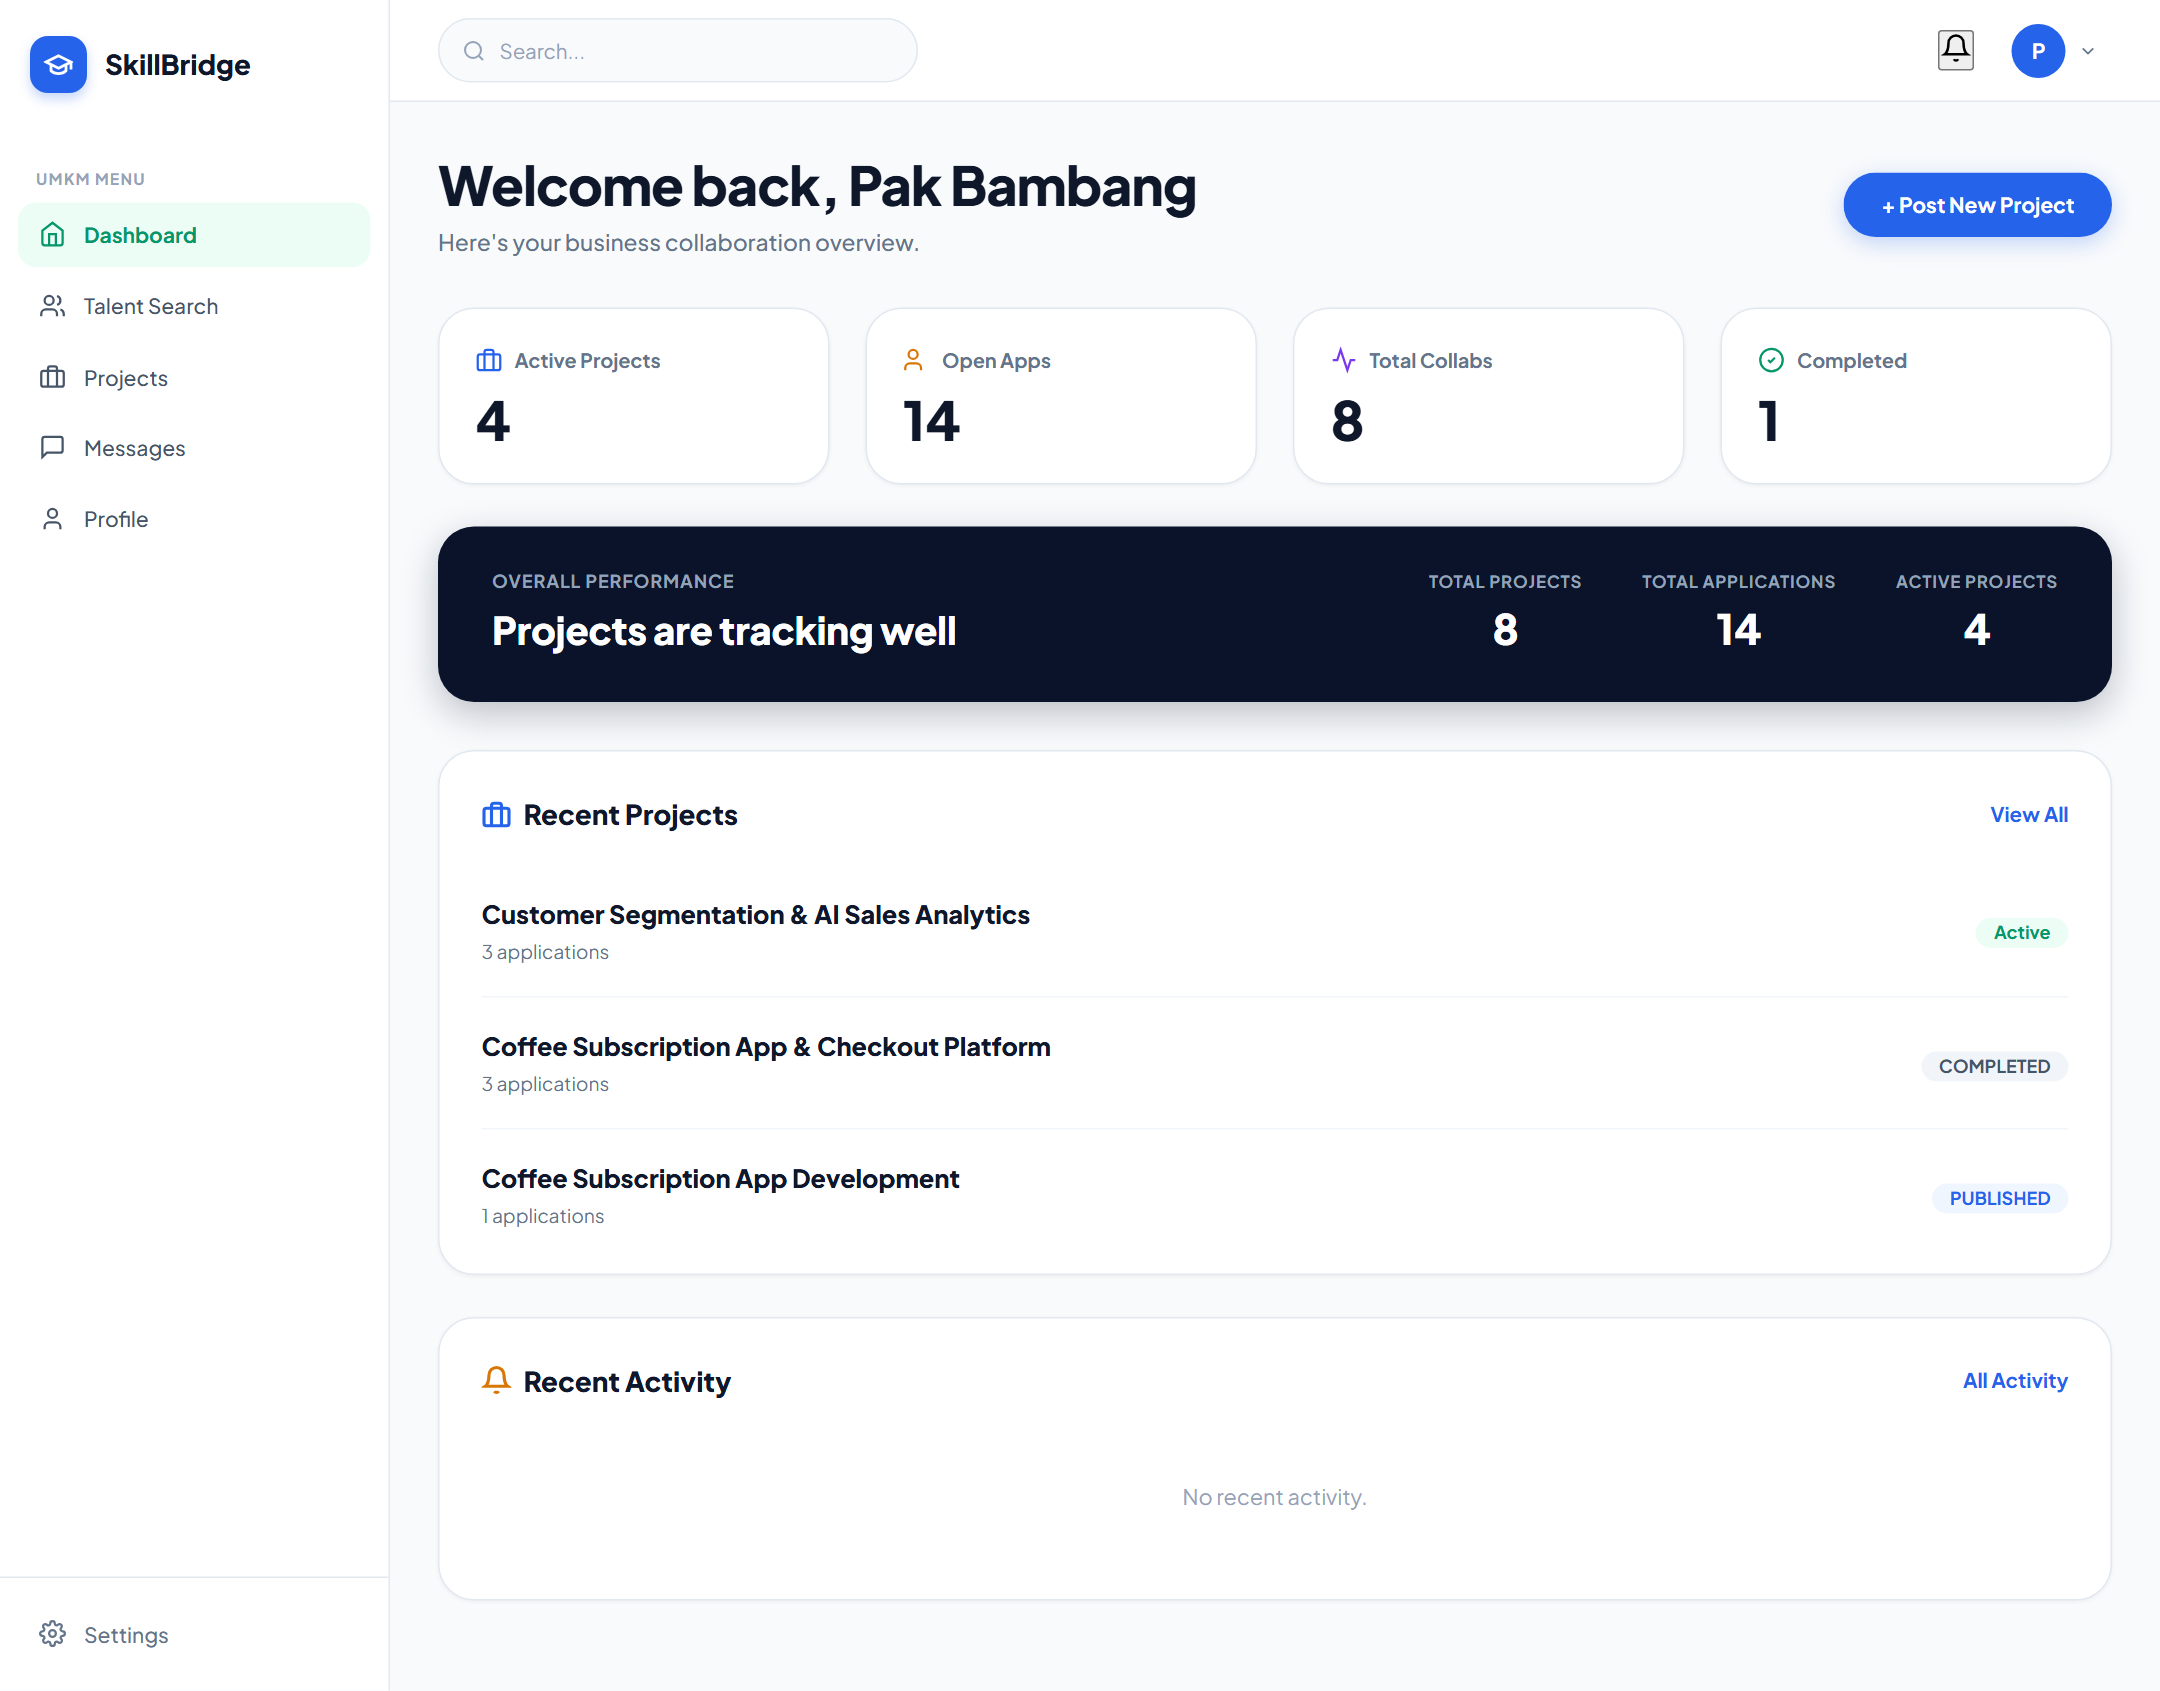 SkillBridge
Search...
P
UMKM MENU
Dashboard
Talent Search
Projects
Messages
Profile
Settings
Welcome back, Pak Bambang
Here's your business collaboration overview.
+ Post New Project
Active Projects
4
Open Apps
14
Total Collabs
8
Completed
1
OVERALL PERFORMANCE
Projects are tracking well
TOTAL PROJECTS
8
TOTAL APPLICATIONS
14
ACTIVE PROJECTS
4
Recent Projects
View All
Customer Segmentation & AI Sales Analytics
3 applications
Active
Coffee Subscription App & Checkout Platform
3 applications
COMPLETED
Coffee Subscription App Development
1 applications
PUBLISHED
Recent Activity
All Activity
No recent activity.